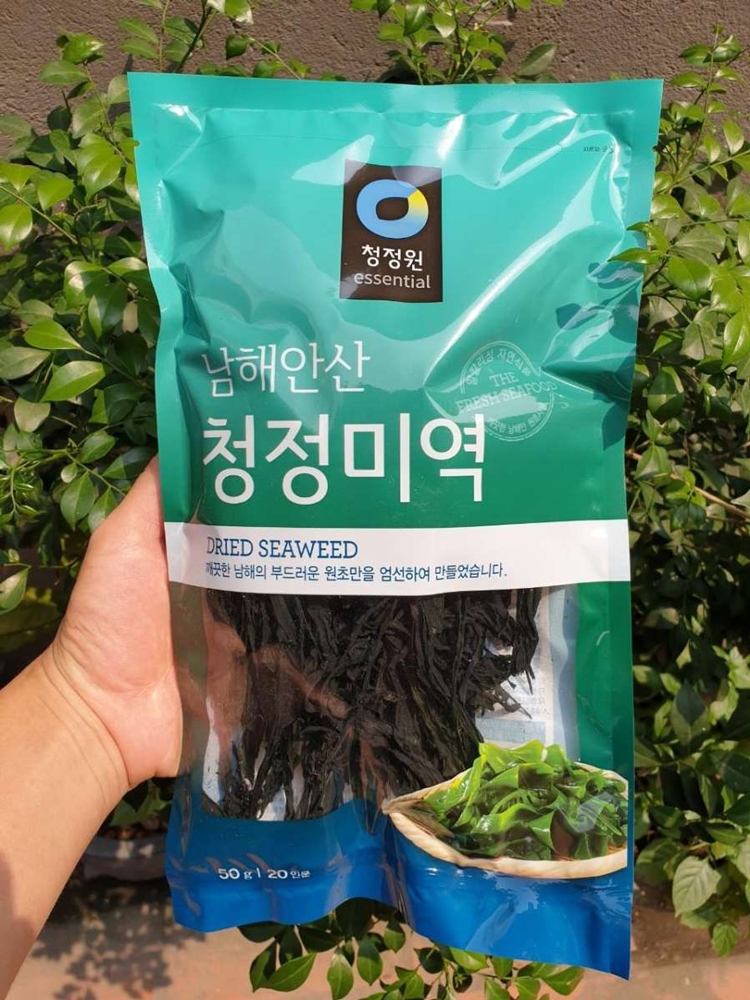 청정원
essential
남해안산
청정미역
THE
FRESH SEAFOOD
DRIED SEAWEED
깨끗한 남해의 부드러운 원초만을 엄선하여 만들었습니다.
50g | 20인분